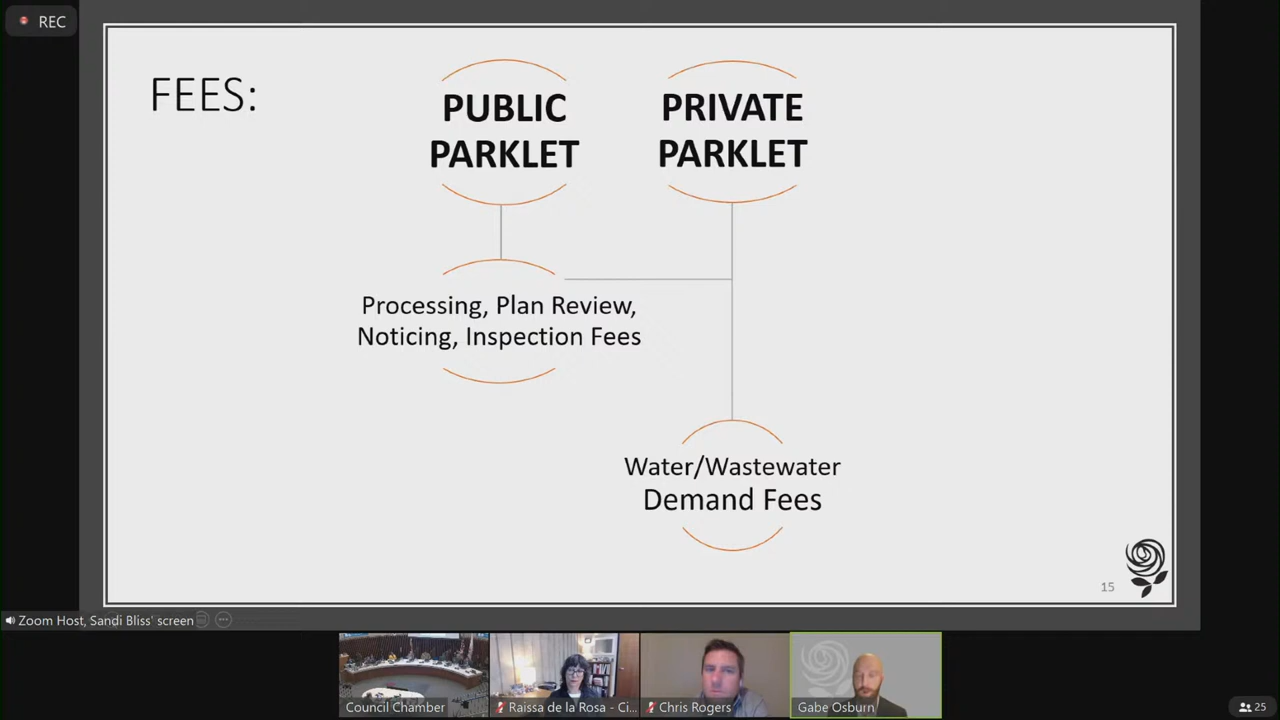 REC
FEES:
PUBLIC
PARKLET
PRIVATE
PARKLET
Processing, Plan Review,
Noticing, Inspection Fees
Water/Wastewater
Demand Fees
15
Zoom Host, Sandi Bliss' screen
Council Chamber
Raissa de la Rosa - Ci...
Chris Rogers
Gabe Osburn
25